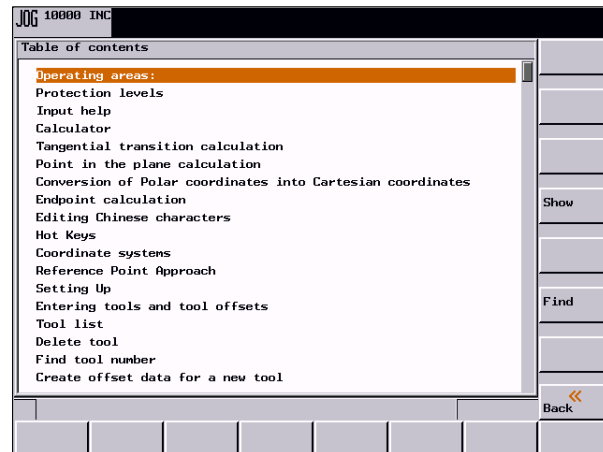 JOG 10000 INC
Table of contents
Operating areas:
Protection levels
Input help
Calculator
Tangential transition calculation
Point in the plane calculation
Conversion of Polar coordinates into Cartesian coordinates
Endpoint calculation
Editing Chinese characters
Hot Keys
Coordinate systems
Reference Point Approach
Setting Up
Entering tools and tool offsets
Tool list
Delete tool
Find tool number
Create offset data for a new tool
Show
Find
Back